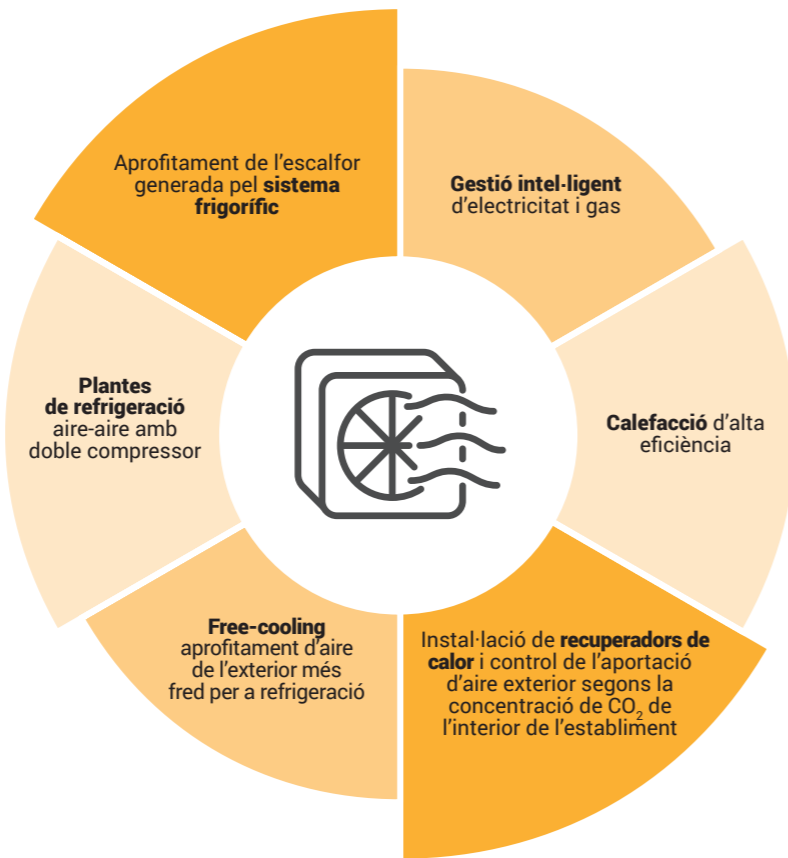 Aprofitament de l’escalfor
generada pel sistema
frigorífic
Gestió intel·ligent
d’electricitat i gas
Calefacció d’alta
eficiència
Instal·lació de recuperadors de
calor i control de l’aportació
d’aire exterior segons la
concentració de CO₂ de
l’interior de l’establiment
Free-cooling
aprofitament d’aire
de l’exterior més
fred per a refrigeració
Plantes
de refrigeració
aire-aire amb
doble compressor